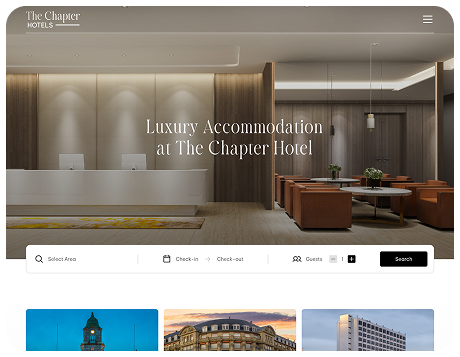 The Chapter
HOTELS
Luxury Accommodation
at The Chapter Hotel
Select Area
Check-in → Check-out
Guests − 1 +
Search